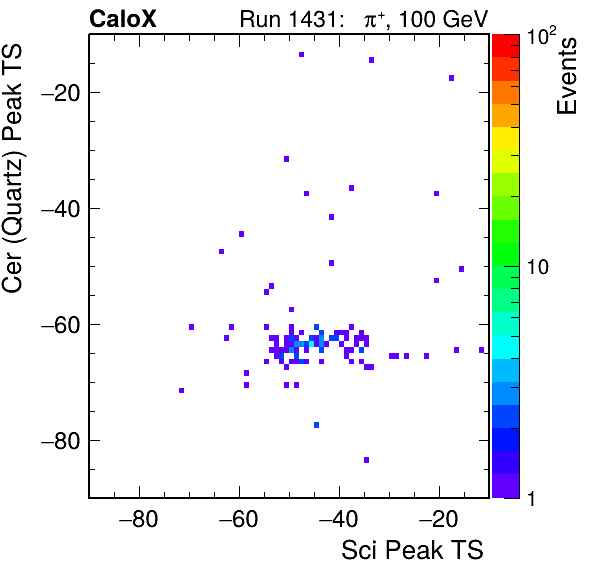 CaloX Run 1431: π⁺, 100 GeV
Cer (Quartz) Peak TS
−20
−40
−60
−80
−80 −60 −40 −20
Sci Peak TS
10²
10
1
Events